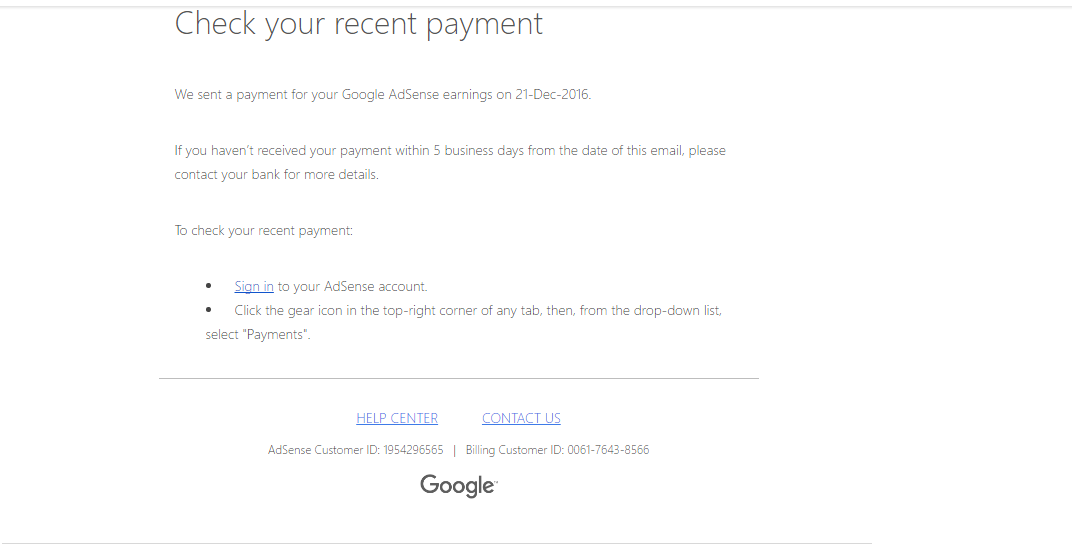 Check your recent payment
We sent a payment for your Google AdSense earnings on 21-Dec-2016.
If you haven't received your payment within 5 business days from the date of this email, please
contact your bank for more details.
To check your recent payment:
• Sign in to your AdSense account.
• Click the gear icon in the top-right corner of any tab, then, from the drop-down list,
select "Payments".
HELP CENTER CONTACT US
AdSense Customer ID: 1954296565 | Billing Customer ID: 0061-7643-8566
Google™